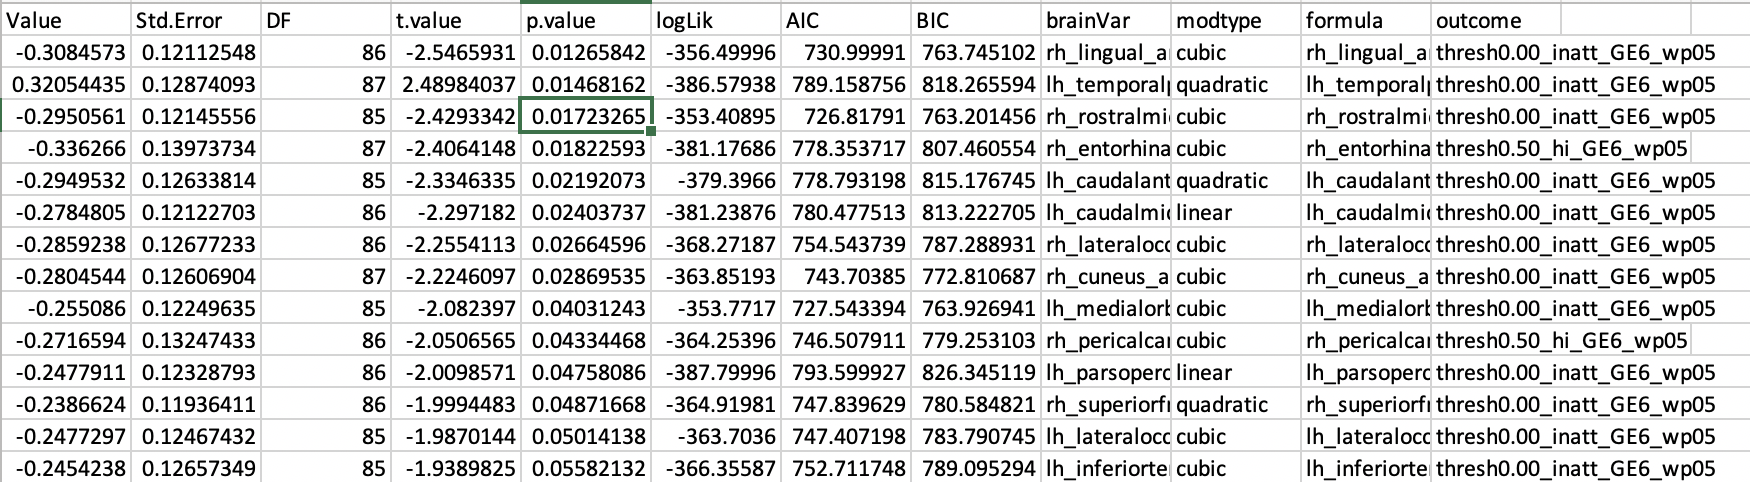 Value Std.Error DF t.value p.value logLik AIC BIC brainVar modtype formula outcome
-0.3084573 0.12112548 86 -2.5465931 0.01265842 -356.49996 730.99991 763.745102 rh_lingual_a cubic rh_lingual_a thresh0.00_inatt_GE6_wp05
0.32054435 0.12874093 87 2.48984037 0.01468162 -386.57938 789.158756 818.265594 lh_temporal quadratic lh_temporal thresh0.00_inatt_GE6_wp05
-0.2950561 0.12145556 85 -2.4293342 0.01723265 -353.40895 726.81791 763.201456 rh_rostralmi cubic rh_rostralmi thresh0.00_inatt_GE6_wp05
-0.336266 0.13973734 87 -2.4064148 0.01822593 -381.17686 778.353717 807.460554 rh_entorhina cubic rh_entorhina thresh0.50_hi_GE6_wp05
-0.2949532 0.12633814 85 -2.3346335 0.02192073 -379.3966 778.793198 815.176745 lh_caudalant quadratic lh_caudalant thresh0.00_inatt_GE6_wp05
-0.2784805 0.12122703 86 -2.297182 0.02403737 -381.23876 780.477513 813.222705 lh_caudalmi linear lh_caudalmi thresh0.00_inatt_GE6_wp05
-0.2859238 0.12677233 86 -2.2554113 0.02664596 -368.27187 754.543739 787.288931 rh_lateralocc cubic rh_lateralocc thresh0.00_inatt_GE6_wp05
-0.2804544 0.12606904 87 -2.2246097 0.02869535 -363.85193 743.70385 772.810687 rh_cuneus_a cubic rh_cuneus_a thresh0.00_inatt_GE6_wp05
-0.255086 0.12249635 85 -2.082397 0.04031243 -353.7717 727.543394 763.926941 lh_medialorb cubic lh_medialorb thresh0.00_inatt_GE6_wp05
-0.2716594 0.13247433 86 -2.0506565 0.04334468 -364.25396 746.507911 779.253103 rh_pericalcar cubic rh_pericalcar thresh0.50_hi_GE6_wp05
-0.2477911 0.12328793 86 -2.0098571 0.04758086 -387.79996 793.599927 826.345119 lh_parsoperc linear lh_parsoperc thresh0.00_inatt_GE6_wp05
-0.2386624 0.11936411 86 -1.9994483 0.04871668 -364.91981 747.839629 780.584821 rh_superiorfr quadratic rh_superiorfr thresh0.00_inatt_GE6_wp05
-0.2477297 0.12467432 85 -1.9870144 0.05014138 -363.7036 747.407198 783.790745 lh_lateralocc cubic lh_lateralocc thresh0.00_inatt_GE6_wp05
-0.2454238 0.12657349 85 -1.9389825 0.05582132 -366.35587 752.711748 789.095294 lh_inferiorte cubic lh_inferiorte thresh0.00_inatt_GE6_wp05